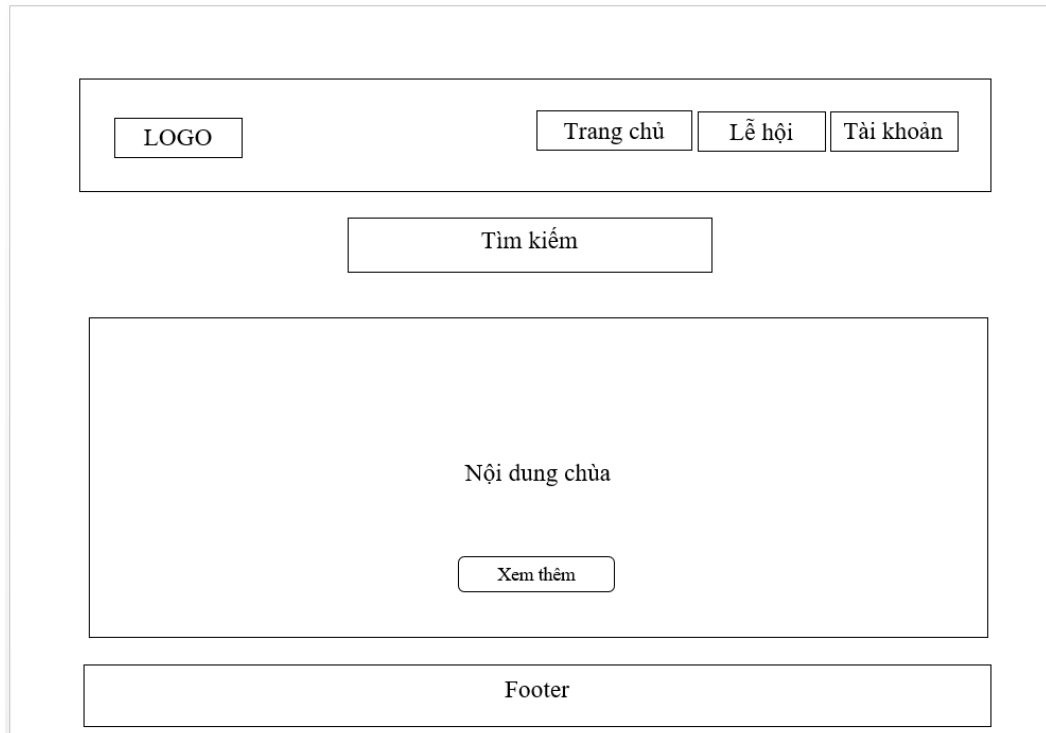 LOGO
Trang chủ
Lễ hội
Tài khoản
Tìm kiếm
Nội dung chùa
Xem thêm
Footer